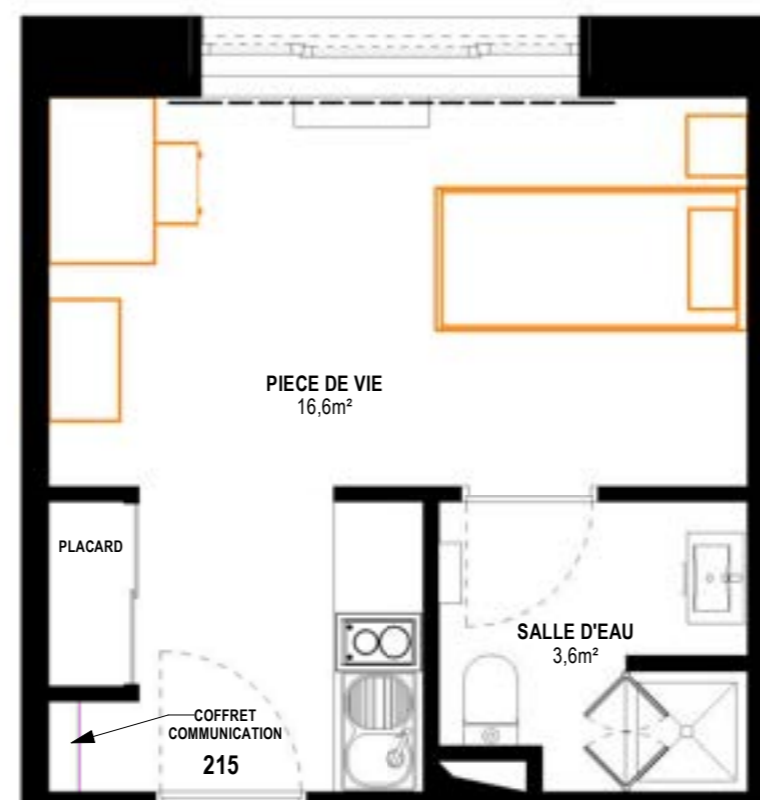 PIECE DE VIE
16,6m²
PLACARD
SALLE D'EAU
3,6m²
COFFRET
COMMUNICATION
215